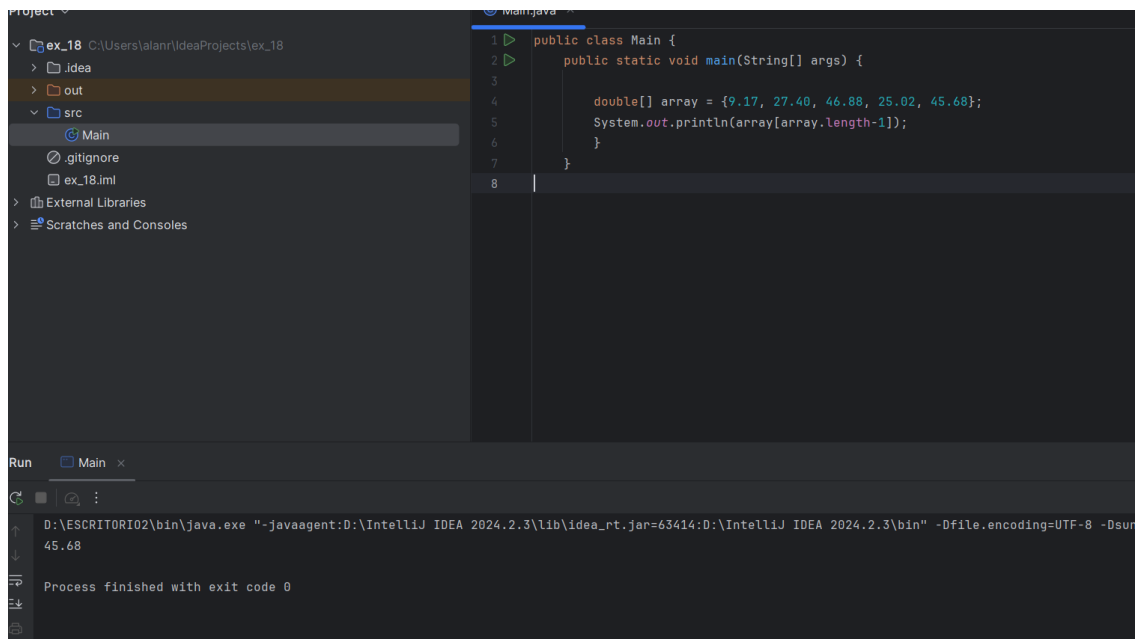 Project
Main.java
ex_18 C:\Users\alanr\IdeaProjects\ex_18
.idea
out
src
Main
.gitignore
ex_18.iml
External Libraries
Scratches and Consoles
1 public class Main {
2 public static void main(String[] args) {
3
4 double[] array = {9.17, 27.40, 46.88, 25.02, 45.68};
5 System.out.println(array[array.length-1]);
6 }
7 }
8
Run Main
D:\ESCRITORIO2\bin\java.exe "-javaagent:D:\IntelliJ IDEA 2024.2.3\lib\idea_rt.jar=63414:D:\IntelliJ IDEA 2024.2.3\bin" -Dfile.encoding=UTF-8 -Dsun
45.68
Process finished with exit code 0